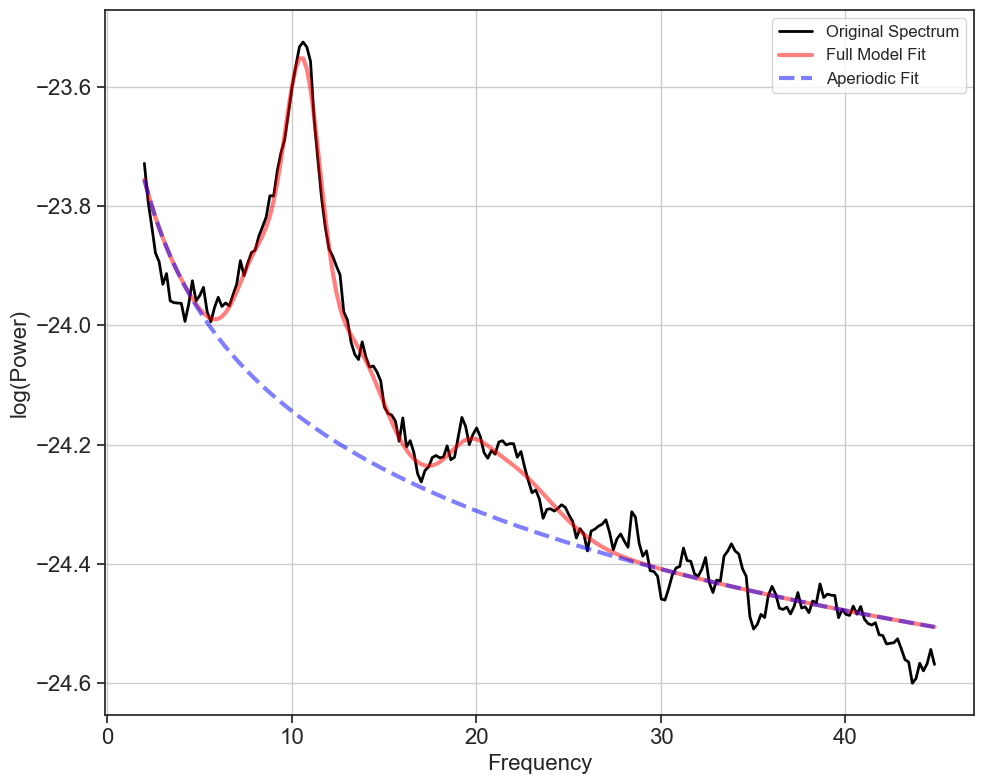 Original Spectrum
Full Model Fit
Aperiodic Fit
−23.6
−23.8
−24.0
−24.2
−24.4
−24.6
log(Power)
0 10 20 30 40
Frequency